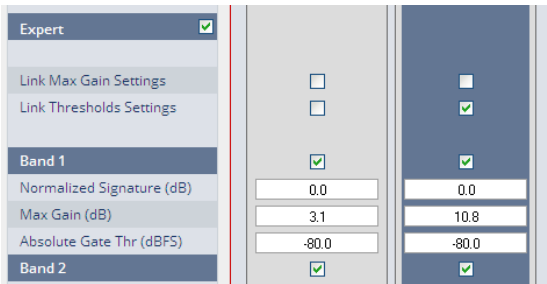 Expert
Link Max Gain Settings
Link Thresholds Settings
Band 1
Normalized Signature (dB) 0.0 0.0
Max Gain (dB) 3.1 10.8
Absolute Gate Thr (dBFS) -80.0 -80.0
Band 2